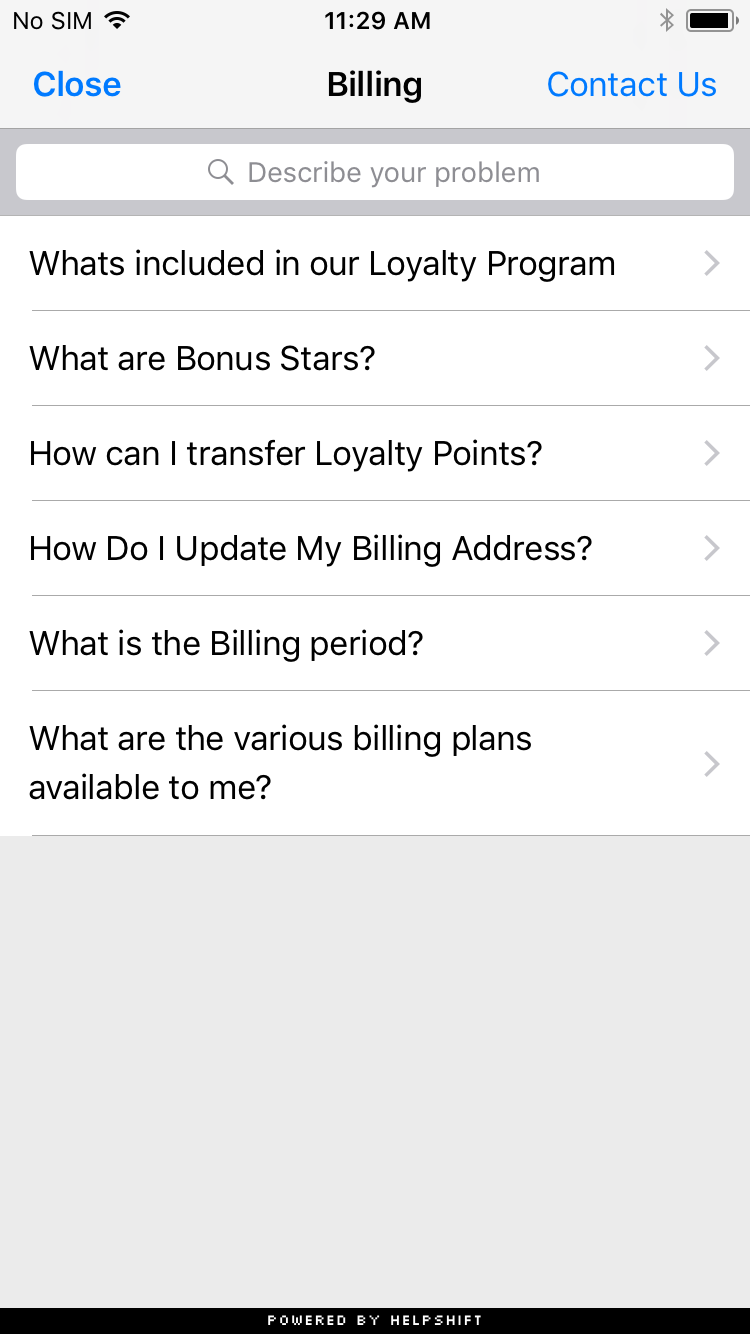 No SIM 11:29 AM
Close Billing Contact Us
Describe your problem
Whats included in our Loyalty Program
What are Bonus Stars?
How can I transfer Loyalty Points?
How Do I Update My Billing Address?
What is the Billing period?
What are the various billing plans
available to me?
POWERED BY HELPSHIFT